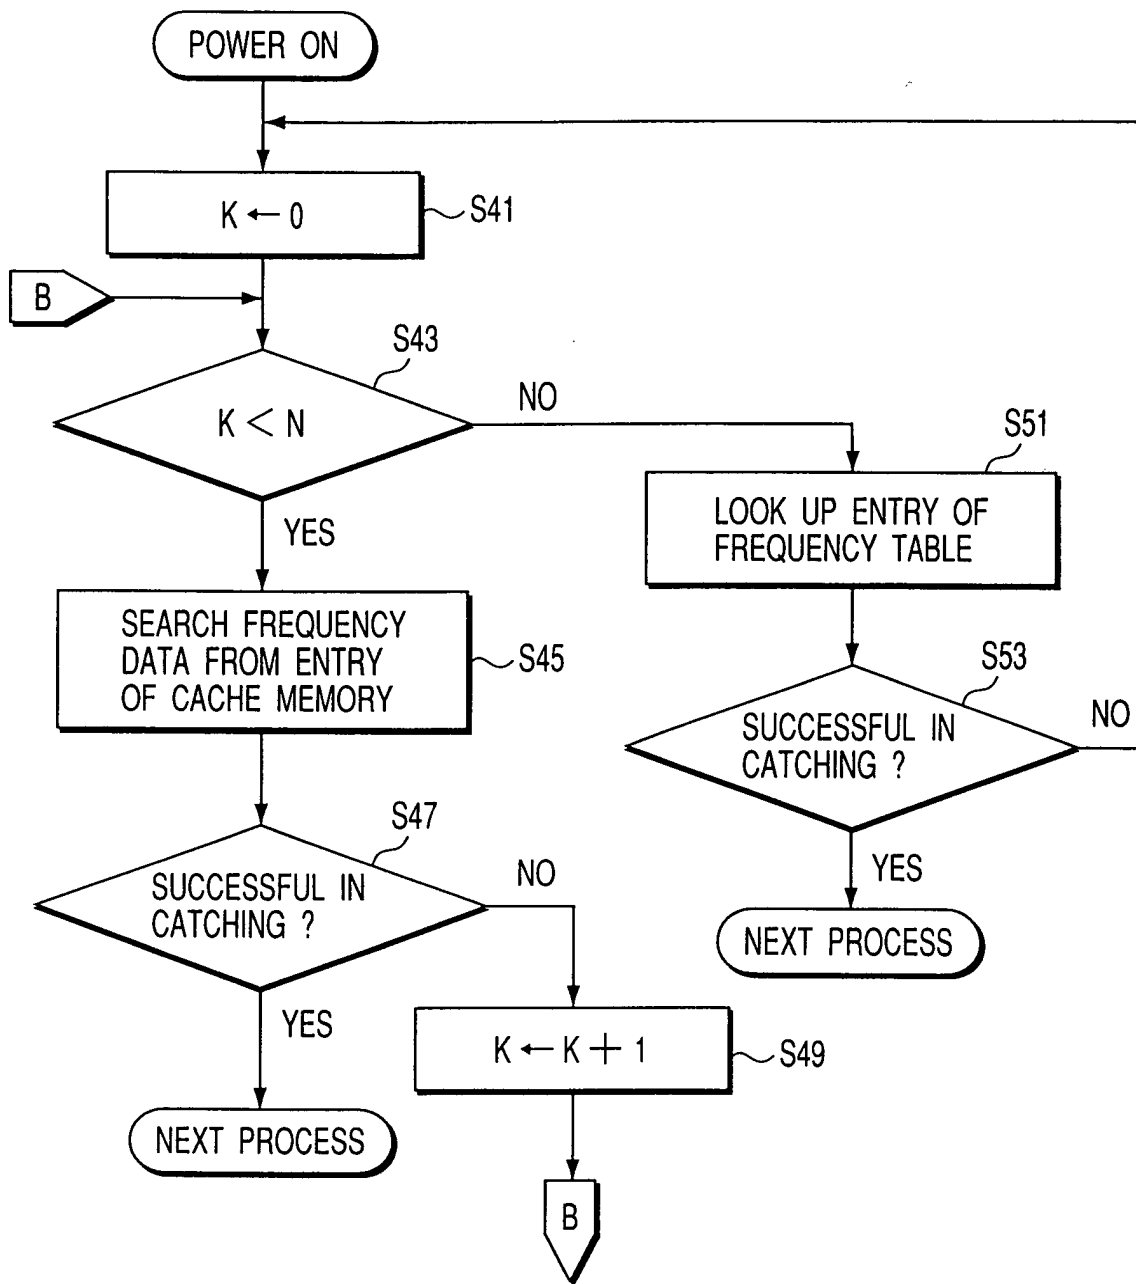 POWER ON
K ← 0
S41
B
S43
K < N
NO
YES
S51
LOOK UP ENTRY OF
FREQUENCY TABLE
SEARCH FREQUENCY
DATA FROM ENTRY
OF CACHE MEMORY
S45
S53
SUCCESSFUL IN
CATCHING ?
NO
YES
NEXT PROCESS
S47
SUCCESSFUL IN
CATCHING ?
NO
YES
K ← K + 1
S49
NEXT PROCESS
B